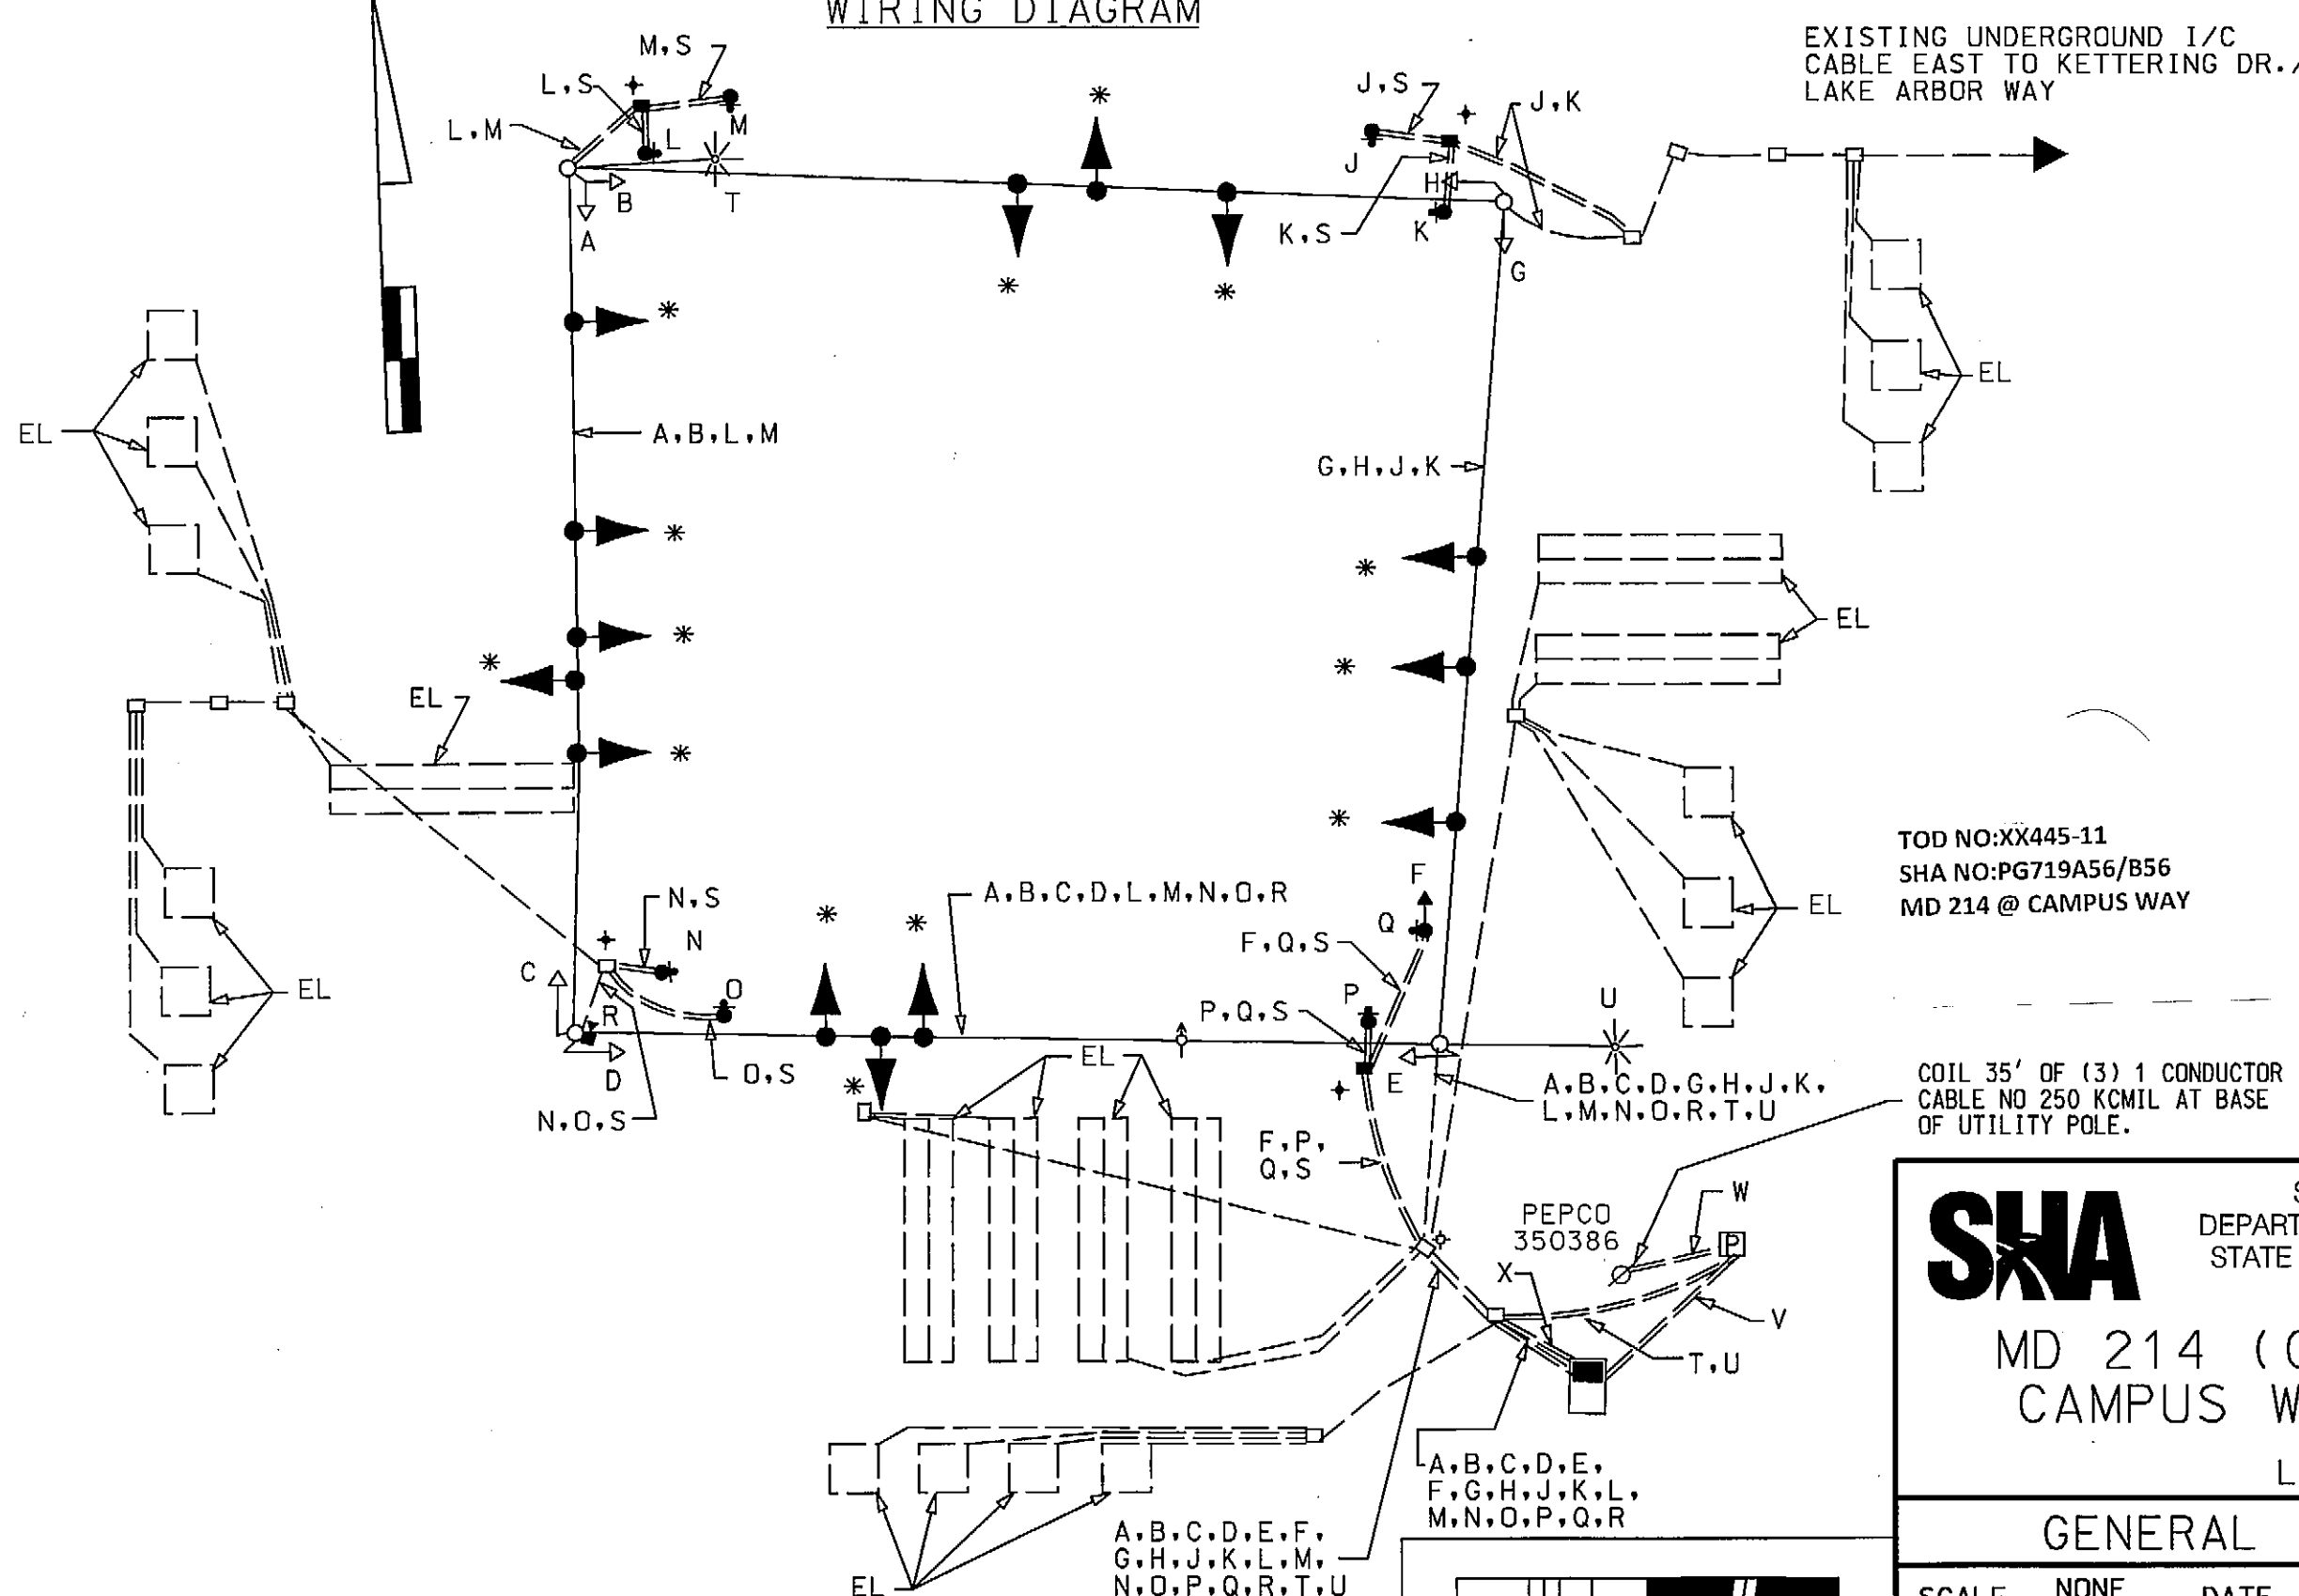 WIRING DIAGRAM
EXISTING UNDERGROUND I/C
CABLE EAST TO KETTERING DR./
LAKE ARBOR WAY
M,S
L,S
L,M
L
M
T
B
A
J,S
J,K
J
H
K,S
K
G
EL
A,B,L,M
G,H,J,K
EL
EL
EL
TOD NO:XX445-11
SHA NO:PG719A56/B56
MD 214 @ CAMPUS WAY
EL
A,B,C,D,L,M,N,O,R
N,S
N
F
Q
F,Q,S
C
O
R
P
P,Q,S
U
EL
D
O,S
EL
E
N,O,S
A,B,C,D,G,H,J,K,
L,M,N,O,R,T,U
COIL 35' OF (3) 1 CONDUCTOR
CABLE NO 250 KCMIL AT BASE
OF UTILITY POLE.
F,P,
Q,S
PEPCO
350386
W
P
X
V
T,U
SHA
STATE
MD 214
CAMPUS
A,B,C,D,E,
F,G,H,J,K,L,
M,N,O,P,Q,R
A,B,C,D,E,F,
G,H,J,K,L,M,
N,O,P,Q,R,T,U
EL
GENERAL
SCALE NONE DATE